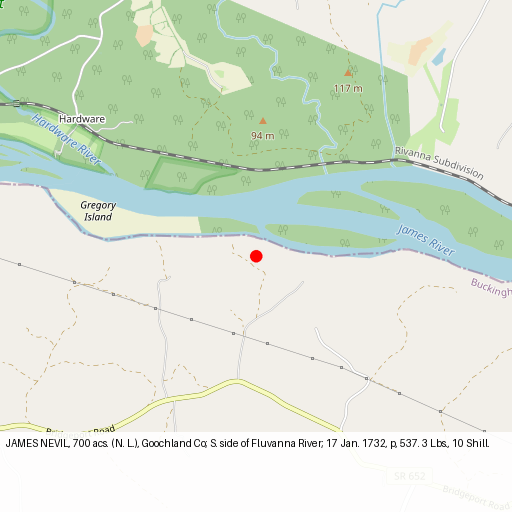 117 m
Hardware
94 m
Hardware River
Rivanna Subdivision
Gregory
Island
James River
Buckingh
Road
JAMES NEVIL, 700 acs. (N. L.), Goochland Co; S. side of Fluvanna River, 17 Jan. 1732, p, 537. 3 Lbs, 10 Shill.
SR 652
Bridgeport Road